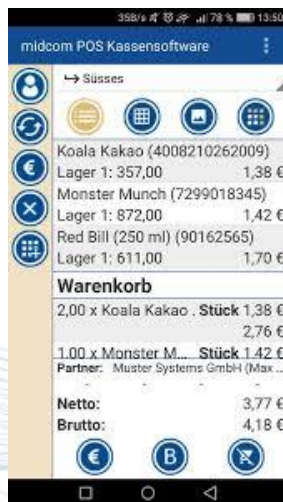 35B/s 78 % 13:50
midcom POS Kassensoftware
↪ Süsses
Koala Kakao (4008210262009)
Lager 1: 357,00 1,38 €
Monster Munch (7299018345)
Lager 1: 872,00 1,42 €
Red Bill (250 ml) (90162565)
Lager 1: 611,00 1,70 €
Warenkorb
2,00 x Koala Kakao . Stück 1,38 €
2,76 €
1,00 x Monster M... Stück 1,42 €
Partner: Muster Systems GmbH (Max ...
Netto: 3,77 €
Brutto: 4,18 €
€ B